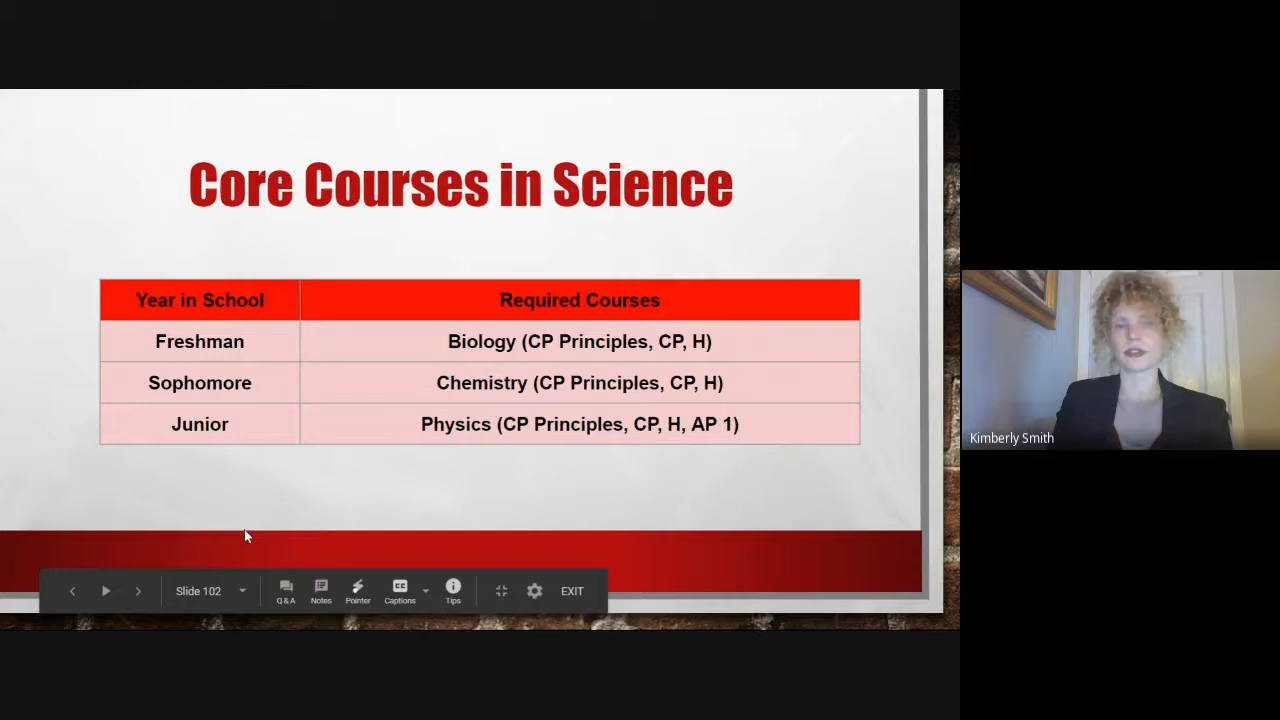 Core Courses in Science
Year in School Required Courses
Freshman Biology (CP Principles, CP, H)
Sophomore Chemistry (CP Principles, CP, H)
Junior Physics (CP Principles, CP, H, AP 1)
Kimberly Smith
Slide 102 Q&A Notes Pointer CC Captions Tips EXIT